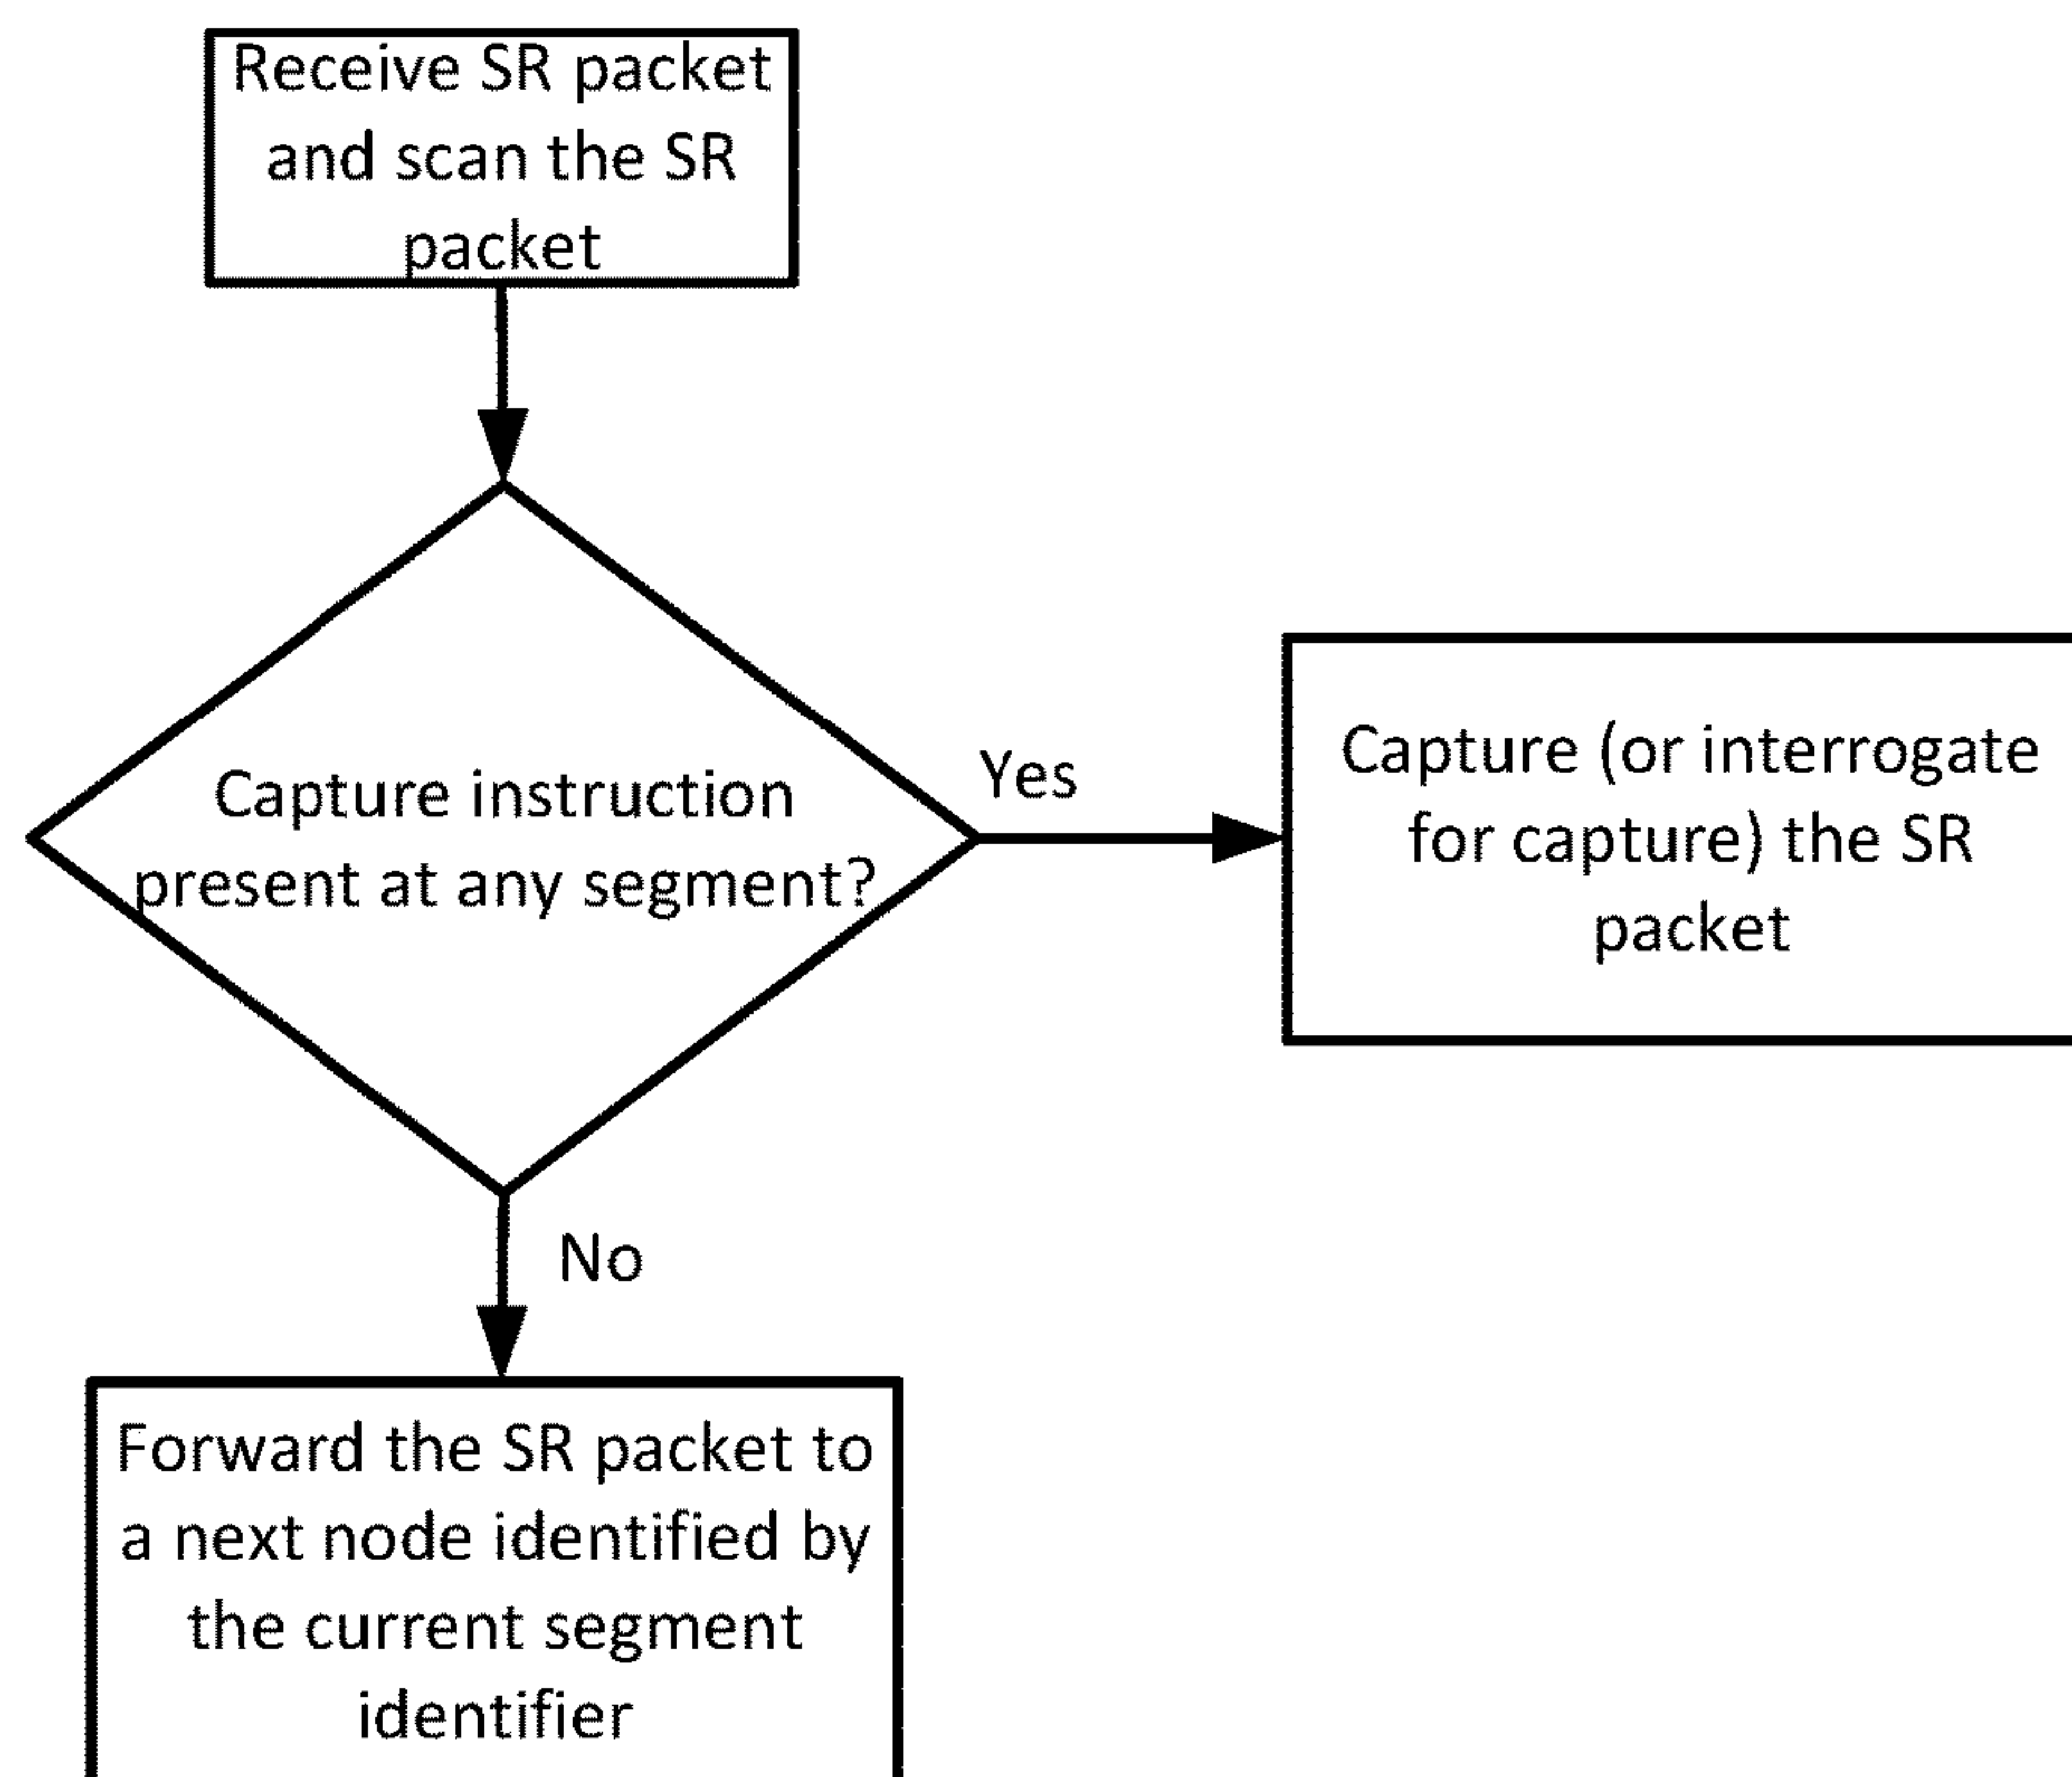 Receive SR packet
and scan the SR
packet
Capture instruction
present at any segment?
Yes
Capture (or interrogate
for capture) the SR
packet
No
Forward the SR packet to
a next node identified by
the current segment
identifier